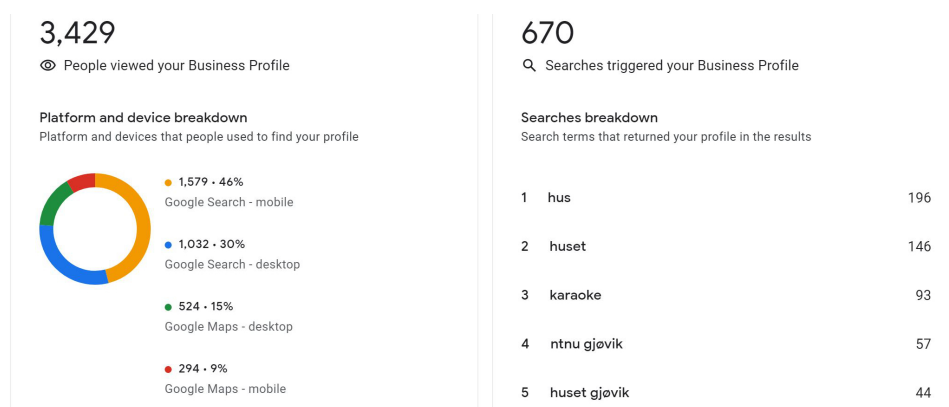 3,429
People viewed your Business Profile
Platform and device breakdown
Platform and devices that people used to find your profile
1,579 • 46%
Google Search - mobile
1,032 • 30%
Google Search - desktop
524 • 15%
Google Maps - desktop
294 • 9%
Google Maps - mobile
670
Searches triggered your Business Profile
Searches breakdown
Search terms that returned your profile in the results
1 hus 196
2 huset 146
3 karaoke 93
4 ntnu gjøvik 57
5 huset gjøvik 44